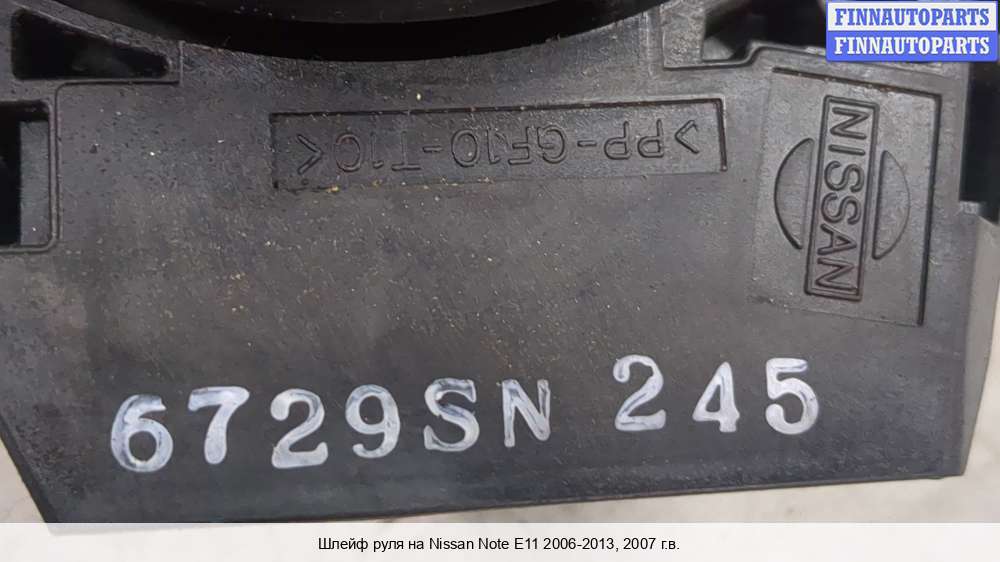 FINNAUTOPARTS
FINNAUTOPARTS
>PP-GF10-T10<
NISSAN
6729SN 245
Шлейф руля на Nissan Note E11 2006-2013, 2007 г.в.